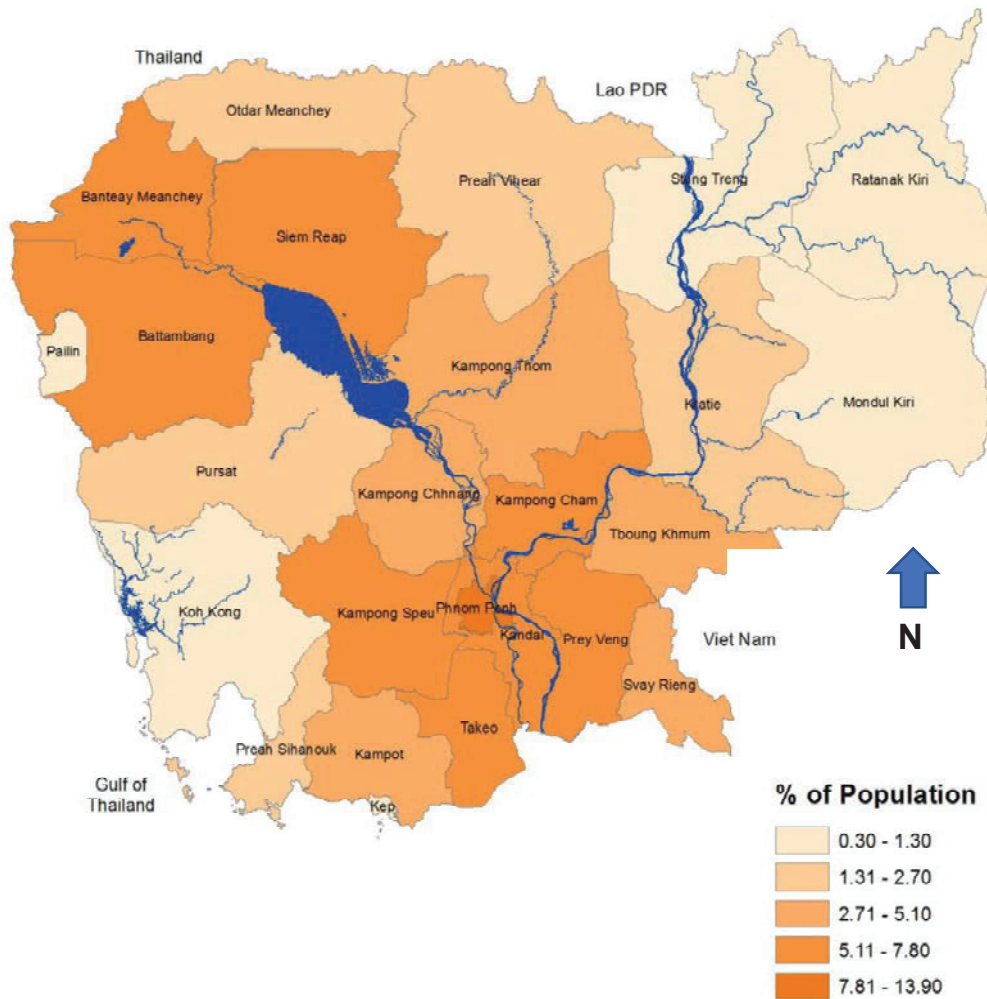 Thailand
Lao PDR
Otdar Meanchey
Preah Vihear
Stung Treng
Ratanak Kiri
Banteay Meanchey
Siem Reap
Battambang
Pailin
Kampong Thom
Kratie
Mondul Kiri
Pursat
Kampong Chhnang
Kampong Cham
Tboung Khmum
Koh Kong
Kampong Speu
Phnom Penh
Kandal
Prey Veng
Viet Nam
N
Svay Rieng
Takeo
Preah Sihanouk
Kampot
Gulf of
Thailand
Kep
% of Population
0.30 - 1.30
1.31 - 2.70
2.71 - 5.10
5.11 - 7.80
7.81 - 13.90